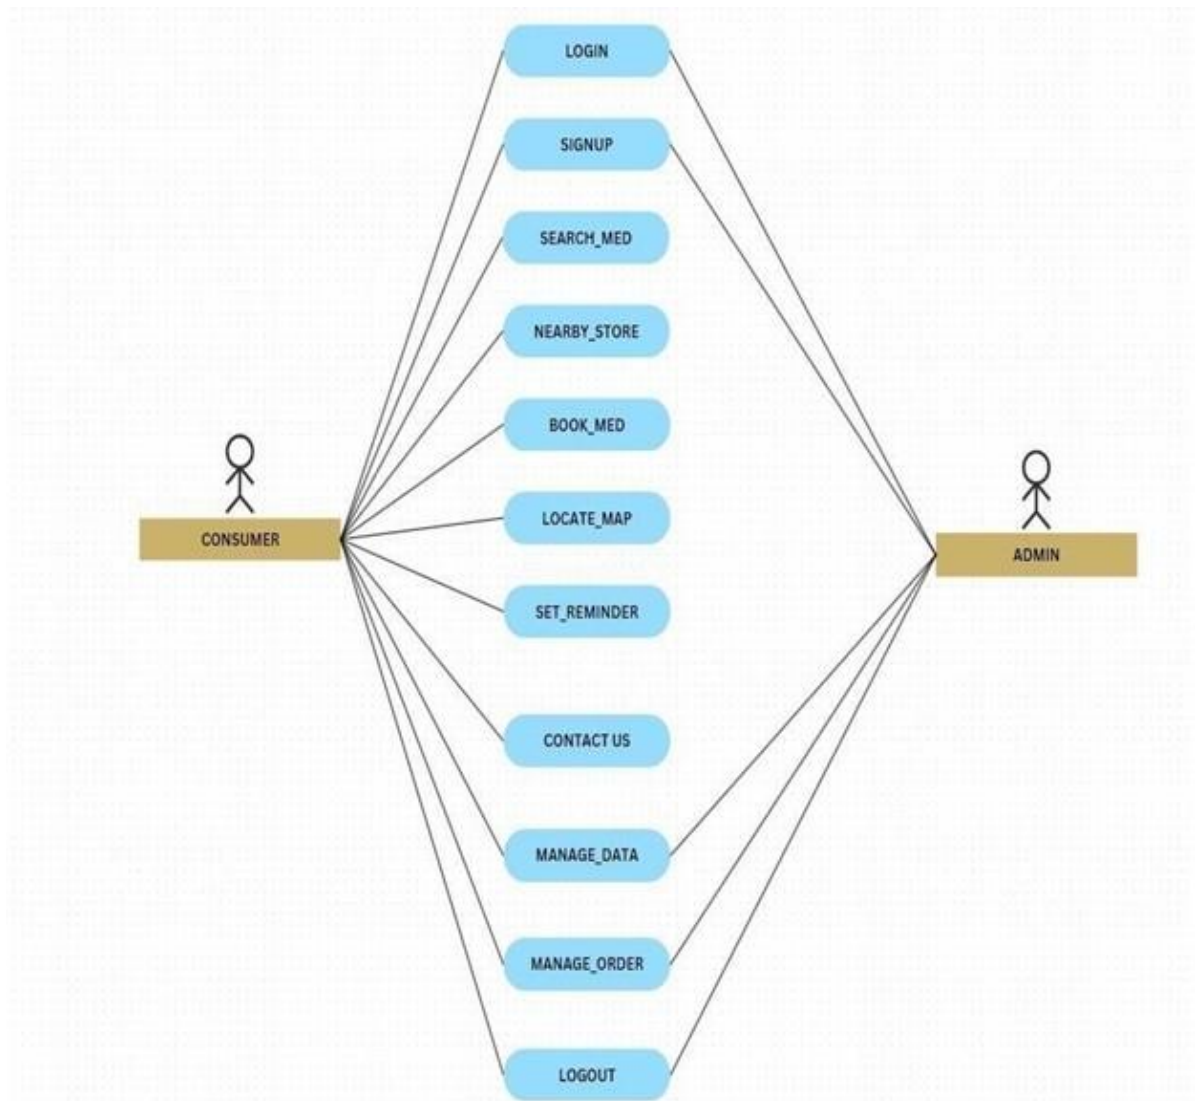 LOGIN
SIGNUP
SEARCH_MED
NEARBY_STORE
BOOK_MED
LOCATE_MAP
CONSUMER
ADMIN
SET_REMINDER
CONTACT US
MANAGE_DATA
MANAGE_ORDER
LOGOUT